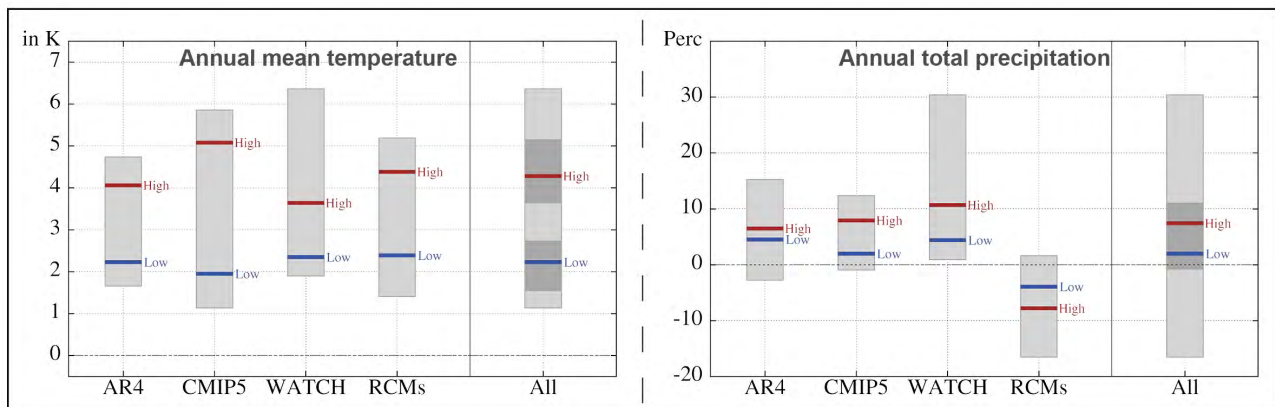 in K
Annual mean temperature
7
6
5
4
3
2
1
0
High
Low
High
Low
High
Low
High
Low
High
Low
AR4 CMIP5 WATCH RCMs All
Perc
Annual total precipitation
30
20
10
0
-10
-20
High
Low
High
Low
High
Low
Low
High
High
Low
AR4 CMIP5 WATCH RCMs All